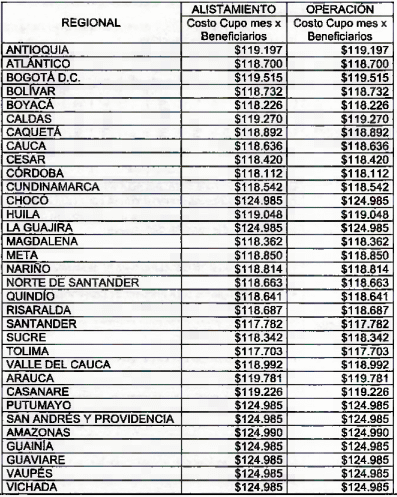 REGIONAL ALISTAMIENTO OPERACIÓN
Costo Cupo mes x Beneficiarios Costo Cupo mes x Beneficiarios
ANTIOQUIA $119.197 $119.197
ATLÁNTICO $118.700 $118.700
BOGOTÁ D.C. $119.515 $119.515
BOLÍVAR $118.732 $118.732
BOYACÁ $118.226 $118.226
CALDAS $119.270 $119.270
CAQUETÁ $118.892 $118.892
CAUCA $118.636 $118.636
CESAR $118.420 $118.420
CÓRDOBA $118.112 $118.112
CUNDINAMARCA $118.542 $118.542
CHOCÓ $124.985 $124.985
HUILA $119.048 $119.048
LA GUAJIRA $124.985 $124.985
MAGDALENA $118.362 $118.362
META $118.850 $118.850
NARIÑO $118.814 $118.814
NORTE DE SANTANDER $118.663 $118.663
QUINDÍO $118.641 $118.641
RISARALDA $118.687 $118.687
SANTANDER $117.782 $117.782
SUCRE $118.342 $118.342
TOLIMA $117.703 $117.703
VALLE DEL CAUCA $118.992 $118.992
ARAUCA $119.781 $119.781
CASANARE $119.226 $119.226
PUTUMAYO $124.985 $124.985
SAN ANDRÉS Y PROVIDENCIA $124.985 $124.985
AMAZONAS $124.990 $124.990
GUAINÍA $124.985 $124.985
GUAVIARE $124.985 $124.985
VAUPÉS $124.985 $124.985
VICHADA $124.985 $124.985